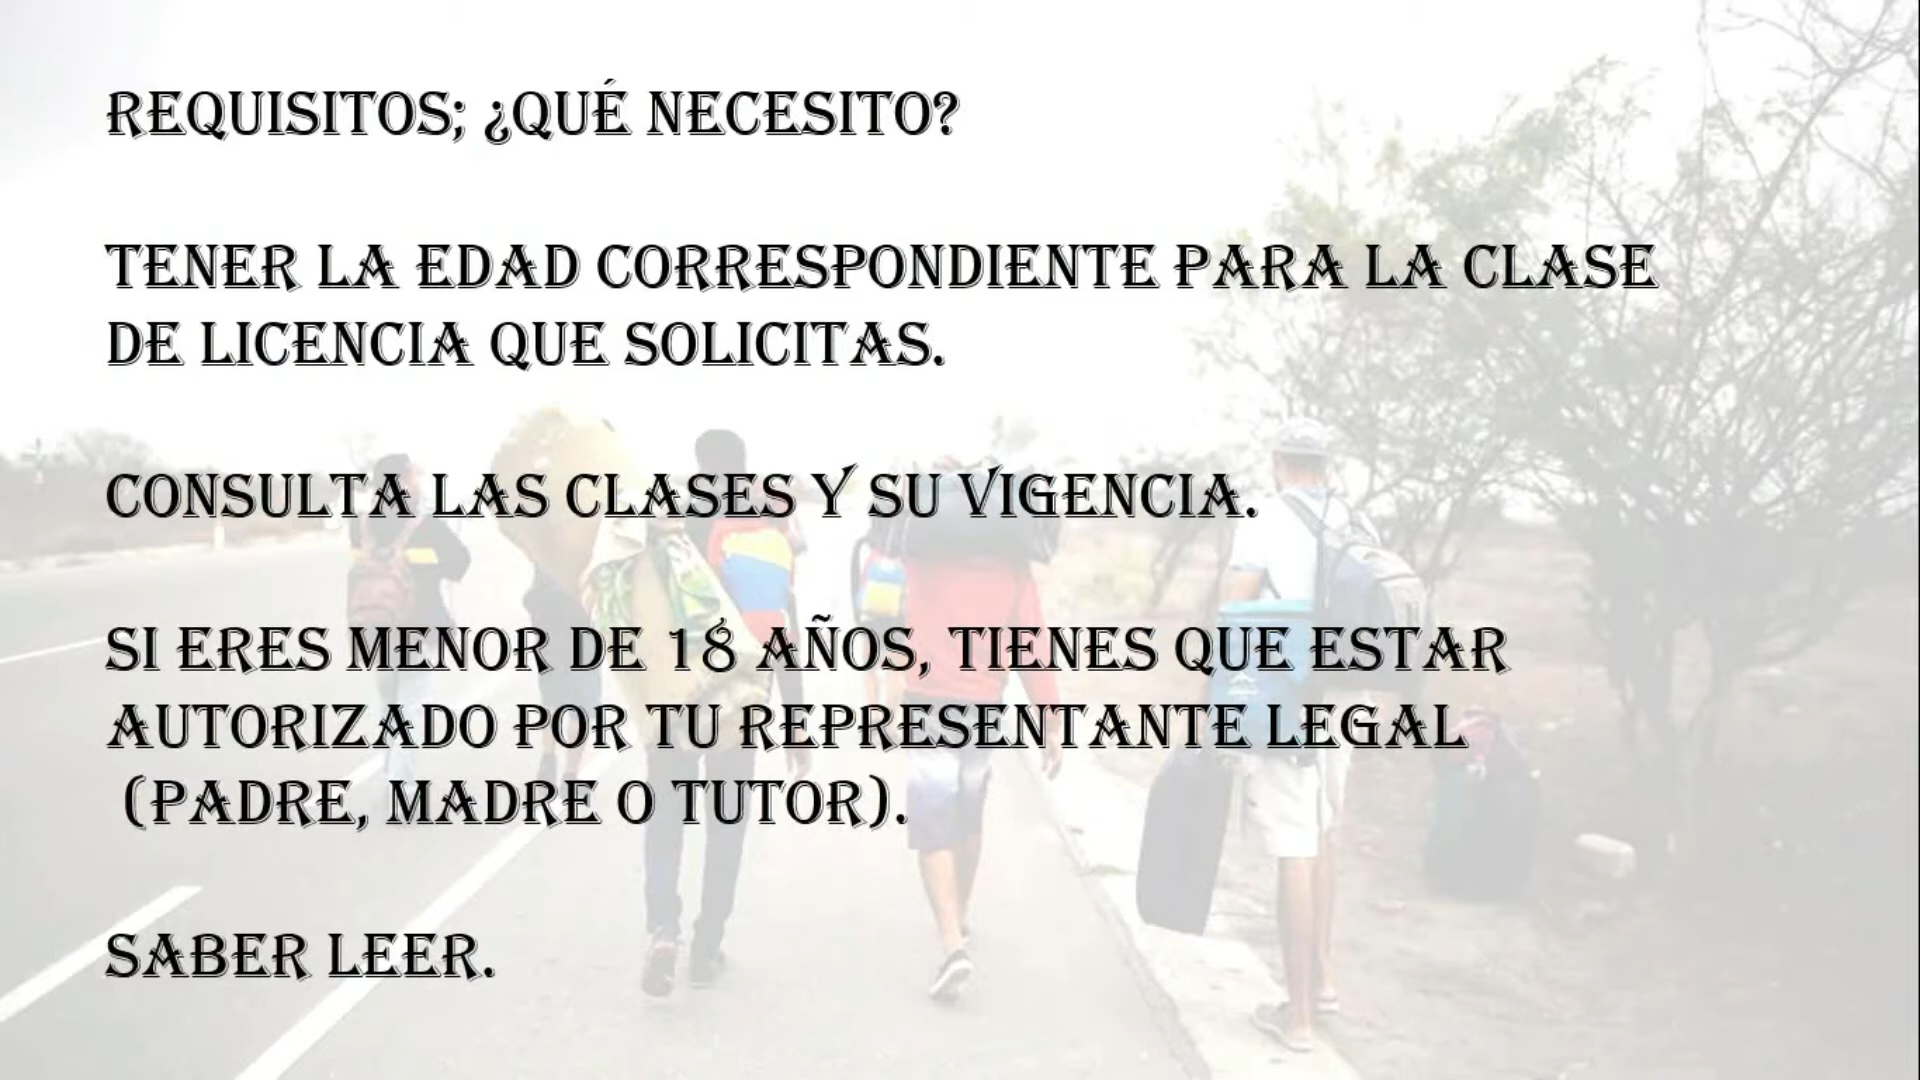 REQUISITOS; ¿QUÉ NECESITO?
TENER LA EDAD CORRESPONDIENTE PARA LA CLASE
DE LICENCIA QUE SOLICITAS.
CONSULTA LAS CLASES Y SU VIGENCIA.
SI ERES MENOR DE 18 AÑOS, TIENES QUE ESTAR
AUTORIZADO POR TU REPRESENTANTE LEGAL
(PADRE, MADRE O TUTOR).
SABER LEER.